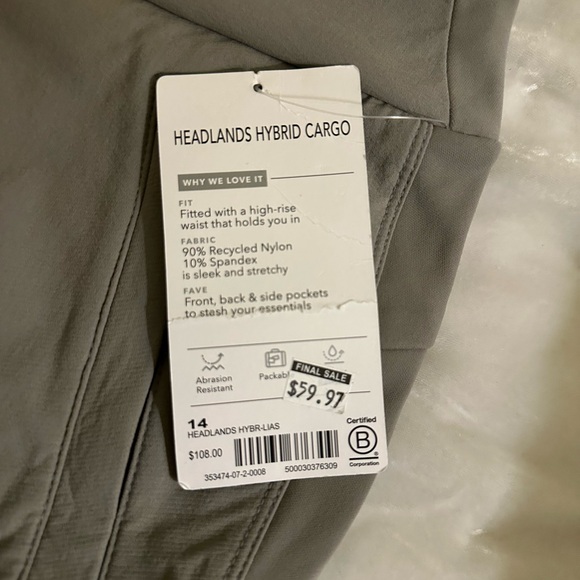 HEADLANDS HYBRID CARGO
WHY WE LOVE IT
FIT
Fitted with a high-rise
waist that holds you in
FABRIC
90% Recycled Nylon
10% Spandex
is sleek and stretchy
FAVE
Front, back & side pockets
to stash your essentials
Abrasion
Resistant
Packabl
FINAL SALE
$59.97
14
HEADLANDS HYBR-LIAS
$108.00
353474-07-2-0008
500030376309
Certified
B
Corporation